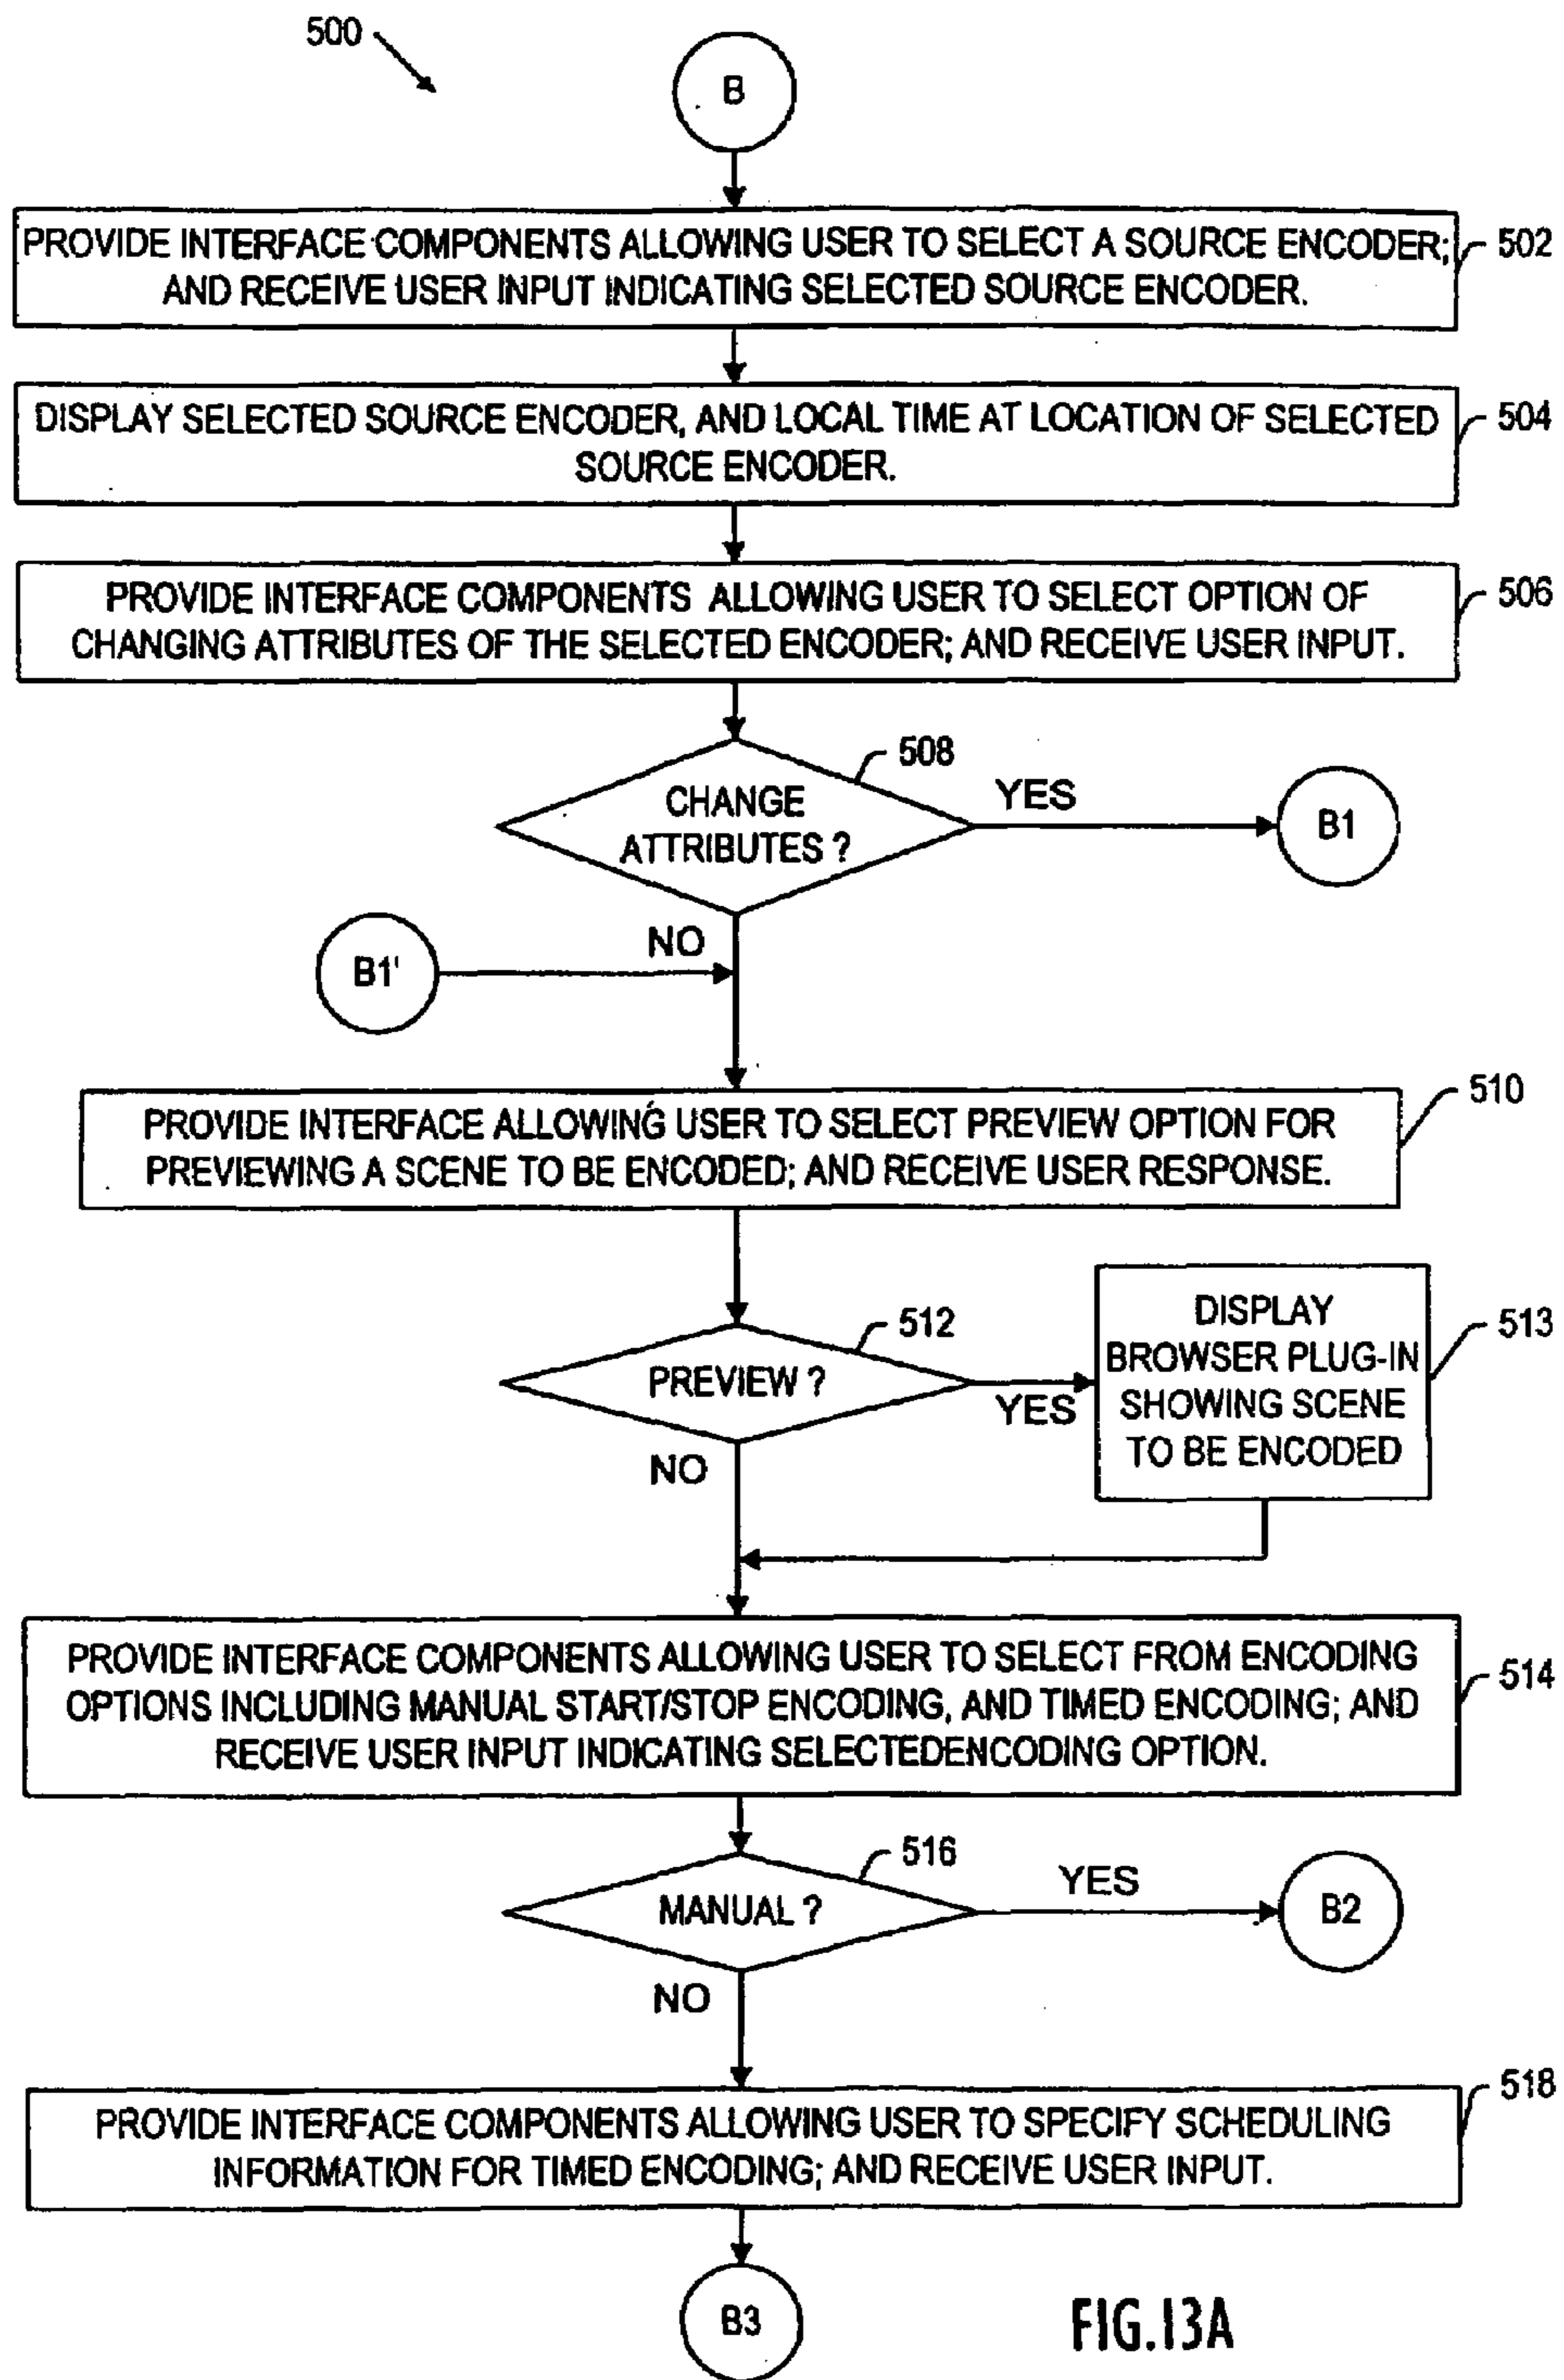 500
B
PROVIDE INTERFACE COMPONENTS ALLOWING USER TO SELECT A SOURCE ENCODER;
AND RECEIVE USER INPUT INDICATING SELECTED SOURCE ENCODER.
502
DISPLAY SELECTED SOURCE ENCODER, AND LOCAL TIME AT LOCATION OF SELECTED
SOURCE ENCODER.
504
PROVIDE INTERFACE COMPONENTS ALLOWING USER TO SELECT OPTION OF
CHANGING ATTRIBUTES OF THE SELECTED ENCODER; AND RECEIVE USER INPUT.
506
508
CHANGE
ATTRIBUTES ?
YES
B1
NO
B1'
PROVIDE INTERFACE ALLOWING USER TO SELECT PREVIEW OPTION FOR
PREVIEWING A SCENE TO BE ENCODED; AND RECEIVE USER RESPONSE.
510
512
PREVIEW ?
YES
DISPLAY
BROWSER PLUG-IN
SHOWING SCENE
TO BE ENCODED
513
NO
PROVIDE INTERFACE COMPONENTS ALLOWING USER TO SELECT FROM ENCODING
OPTIONS INCLUDING MANUAL START/STOP ENCODING, AND TIMED ENCODING; AND
RECEIVE USER INPUT INDICATING SELECTEDENCODING OPTION.
514
516
MANUAL ?
YES
B2
NO
PROVIDE INTERFACE COMPONENTS ALLOWING USER TO SPECIFY SCHEDULING
INFORMATION FOR TIMED ENCODING; AND RECEIVE USER INPUT.
518
B3
FIG.13A